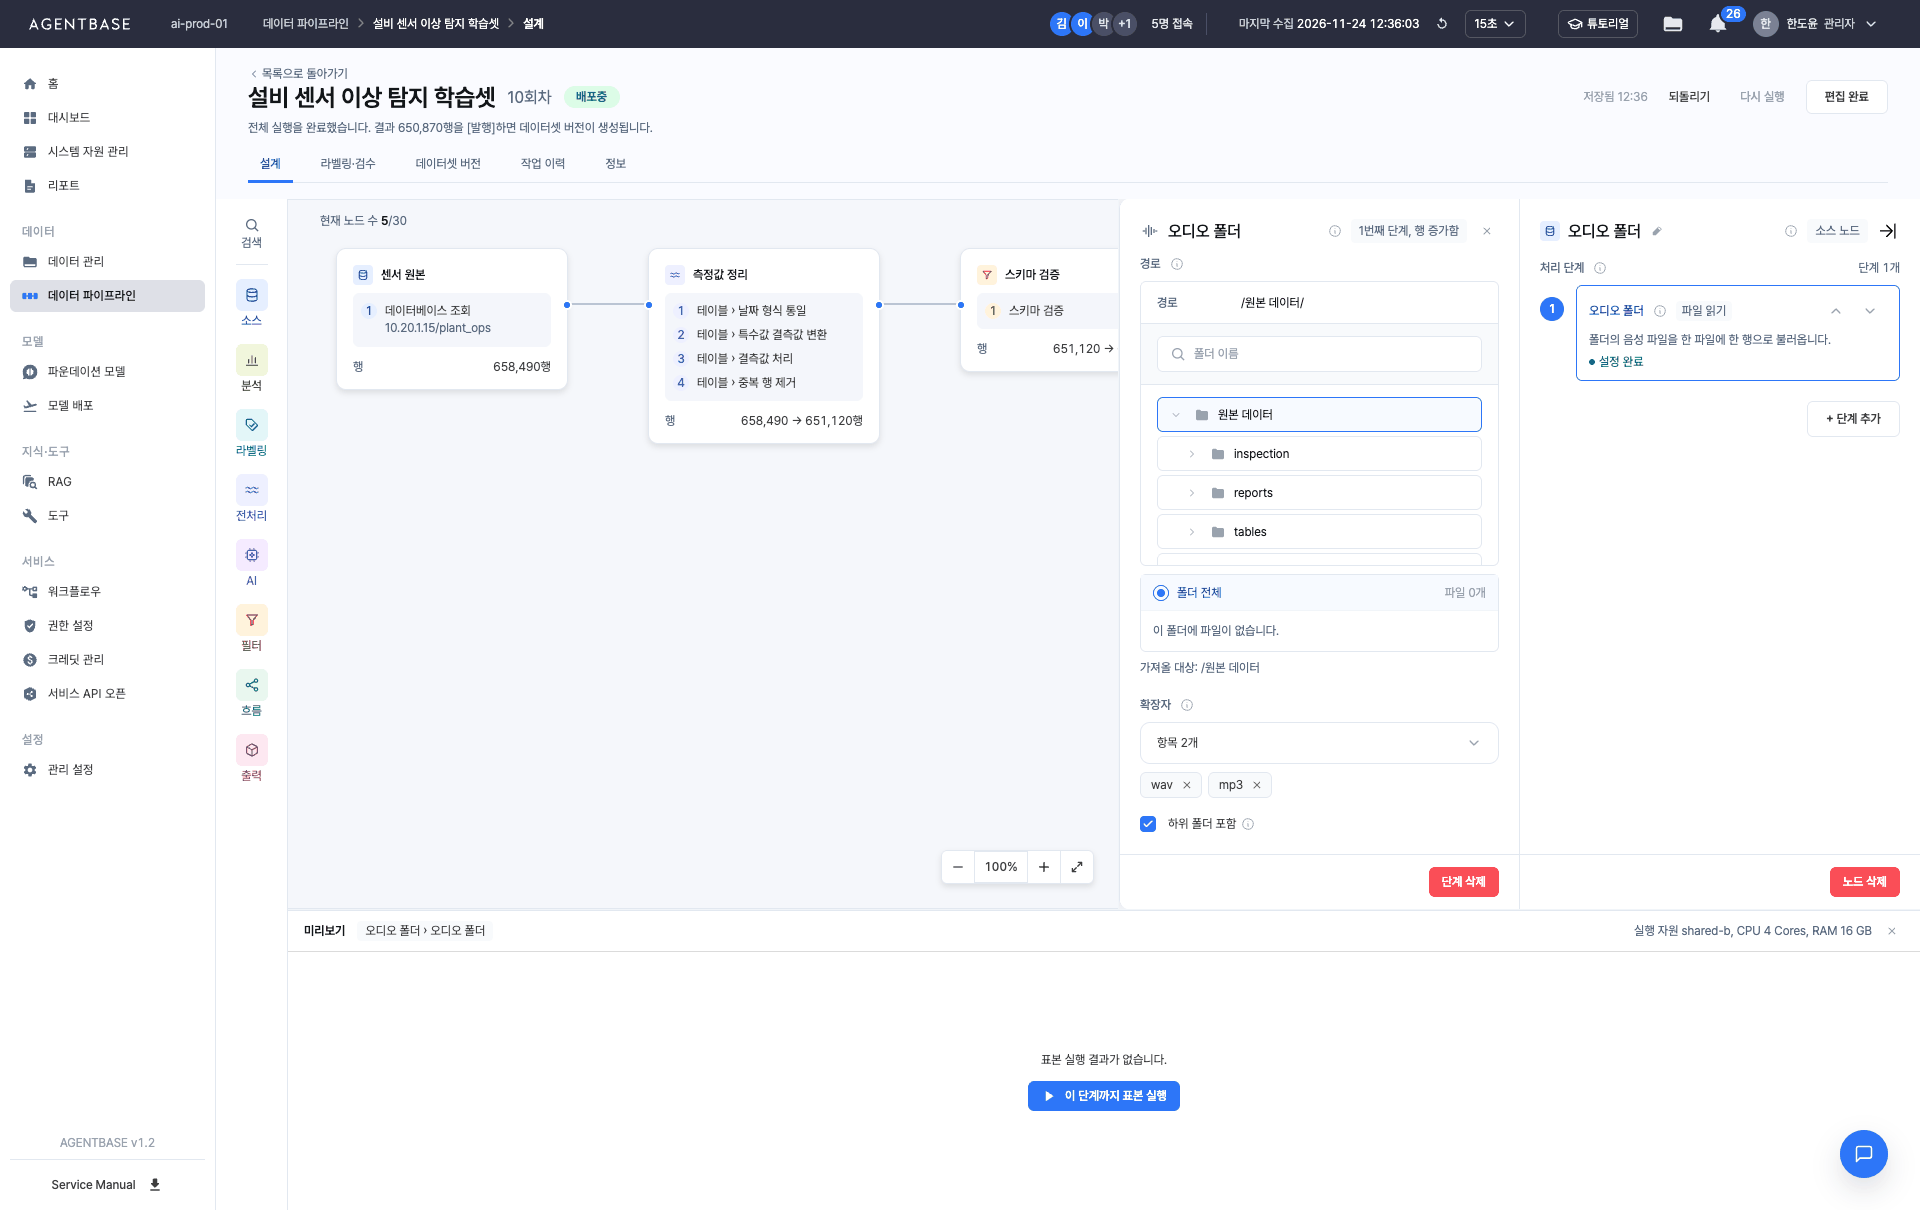 AGENTBASE
ai-prod-01
데이터 파이프라인 > 설비 센서 이상 탐지 학습셋 > 설계
김 이 박 +1 5명 접속
마지막 수집 2026-11-24 12:36:03
15초
튜토리얼
26
한 한도윤 관리자
홈
대시보드
시스템 자원 관리
리포트
데이터
데이터 관리
데이터 파이프라인
모델
파운데이션 모델
모델 배포
지식·도구
RAG
도구
서비스
워크플로우
권한 설정
크레딧 관리
서비스 API 오픈
설정
관리 설정
AGENTBASE v1.2
Service Manual
목록으로 돌아가기
설비 센서 이상 탐지 학습셋 10회차 배포중
전체 실행을 완료했습니다. 결과 650,870행을 [발행]하면 데이터셋 버전이 생성됩니다.
저장됨 12:36 되돌리기 다시 실행 편집 완료
설계 라벨링·검수 데이터셋 버전 작업 이력 정보
검색
소스
분석
라벨링
전처리
AI
필터
흐름
출력
현재 노드 수 5/30
센서 원본
1 데이터베이스 조회
10.20.1.15/plant_ops
행 658,490행
측정값 정리
1 테이블 › 날짜 형식 통일
2 테이블 › 특수값 결측값 변환
3 테이블 › 결측값 처리
4 테이블 › 중복 행 제거
행 658,490 → 651,120행
스키마 검증
1 스키마 검증
행 651,120 →
100%
오디오 폴더 1번째 단계, 행 증가함
경로
경로 /원본 데이터/
폴더 이름
원본 데이터
inspection
reports
tables
폴더 전체 파일 0개
이 폴더에 파일이 없습니다.
가져올 대상: /원본 데이터
확장자
항목 2개
wav mp3
하위 폴더 포함
단계 삭제
오디오 폴더 소스 노드
처리 단계 단계 1개
1 오디오 폴더 파일 읽기
폴더의 음성 파일을 한 파일에 한 행으로 불러옵니다.
설정 완료
+ 단계 추가
노드 삭제
미리보기 오디오 폴더 › 오디오 폴더
실행 자원 shared-b, CPU 4 Cores, RAM 16 GB
표본 실행 결과가 없습니다.
이 단계까지 표본 실행